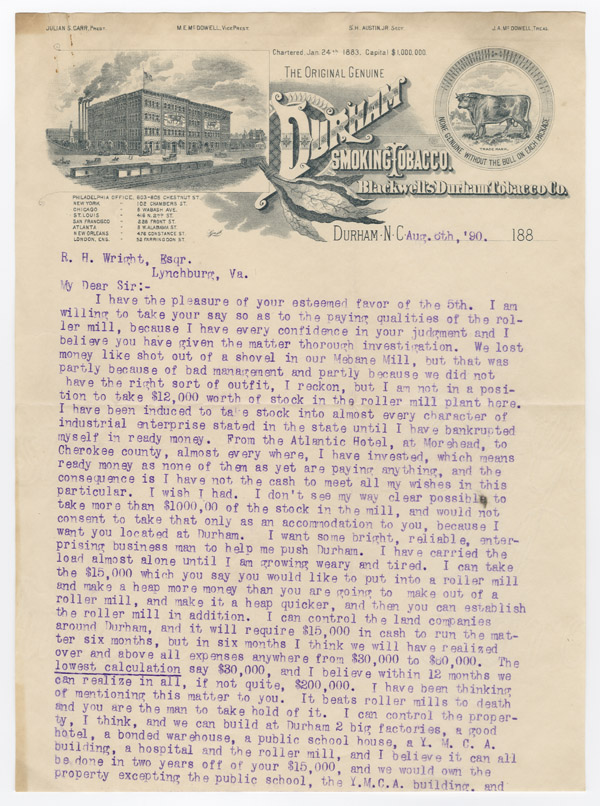 JULIAN S. CARR, PREST.
M.E. McDOWELL, VICE PREST.
S.H. AUSTIN, JR. SECY.
J.A. McDOWELL, TREAS.
Chartered, Jan. 24TH 1883, Capital $1,000,000.
THE ORIGINAL GENUINE
DURHAM
SMOKING TOBACCO.
Blackwell's Durham Tobacco Co.
TRADE MARK.
NONE GENUINE WITHOUT THE BULL ON EACH PACKAGE
PHILADELPHIA OFFICE, 603-605 CHESTNUT ST.
NEW YORK " 102 CHAMBERS ST.
CHICAGO " 9 WABASH AVE.
ST. LOUIS "
SAN FRANCISCO " FRONT ST.
ATLANTA " ALABAMA ST.
NEW ORLEANS " CONSTANCE ST.
LONDON, ENG. " 52 FARRINGDON ST.
DURHAM · N · C Aug. 6th, '90. 188
R. H. Wright, Esqr.
Lynchburg, Va.
My Dear Sir:-
I have the pleasure of your esteemed favor of the 5th. I am
willing to take your say so as to the paying qualities of the rol-
ler mill, because I have every confidence in your judgment and I
believe you have given the matter thorough investigation. We lost
money like shot out of a shovel in our Mebane Mill, but that was
partly because of bad management and partly because we did not
have the right sort of outfit, I reckon, but I am not in a posi-
tion to take $12,000 worth of stock in the roller mill plant here.
I have been induced to take stock into almost every character of
industrial enterprise stated in the state until I have bankrupted
myself in ready money. From the Atlantic Hotel, at Morehead, to
Cherokee county, almost every where, I have invested, which means
ready money as none of them as yet are paying anything, and the
consequence is I have not the cash to meet all my wishes in this
particular. I wish I had. I don't see my way clear possibly to
take more than $1000,00 of the stock in the mill, and would not
consent to take that only as an accommodation to you, because I
want you located at Durham. I want some bright, reliable, enter-
prising business man to help me push Durham. I have carried the
load almost alone until I am growing weary and tired. I can take
the $15,000 which you say you would like to put into a roller mill
and make a heap more money than you are going to make out of a
roller mill, and make it a heap quicker, and then you can establish
the roller mill in addition. I can control the land companies
around Durham, and it will require $15,000 in cash to run the mat-
ter six months, but in six months I think we will have realized
over and above all expenses anywhere from $30,000 to $60,000. The
lowest calculation say $30,000, and I believe within 12 months we
can realize in all, if not quite, $200,000. I have been thinking
of mentioning this matter to you. It beats roller mills to death
and you are the man to take hold of it. I can control the proper-
ty, I think, and we can build at Durham 2 big factories, a good
hotel, a bonded warehouse, a public school house, a Y. M. C. A.
building, a hospital and the roller mill, and I believe it can all
be done in two years off of your $15,000, and we would own the
property excepting the public school, the Y.M.C.A. building, and